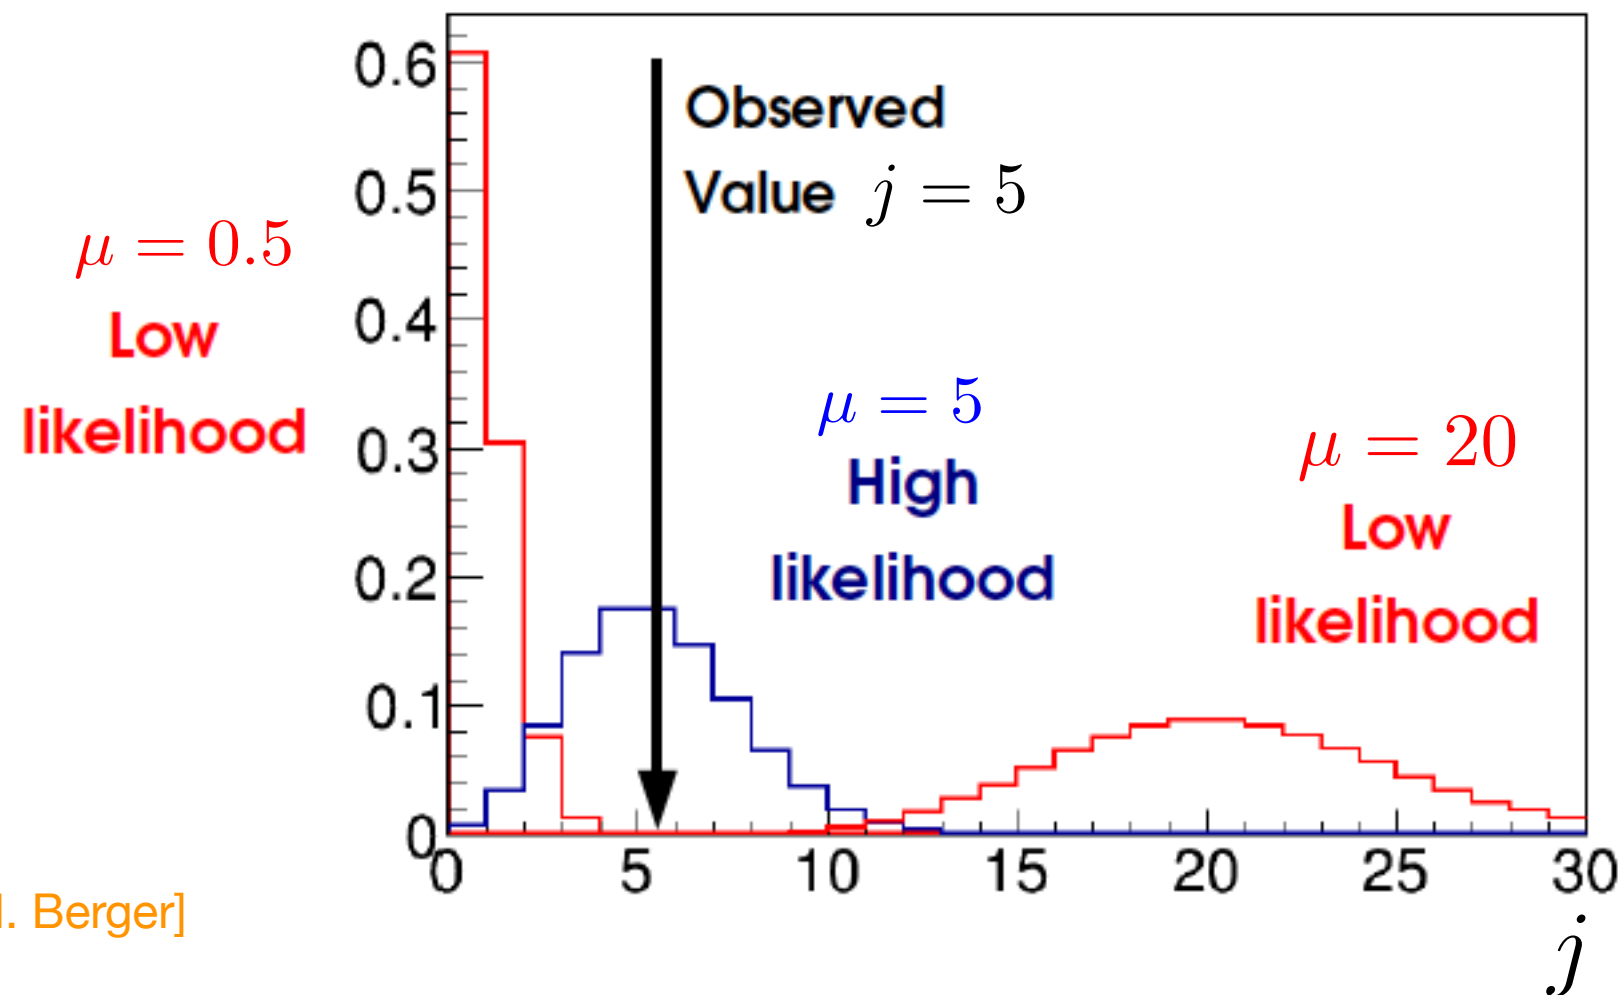 0.6
0.5
0.4
0.3
0.2
0.1
0
0 5 10 15 20 25 30
j
Observed
Value j = 5
μ = 0.5
Low
likelihood
μ = 5
High
likelihood
μ = 20
Low
likelihood
. Berger]